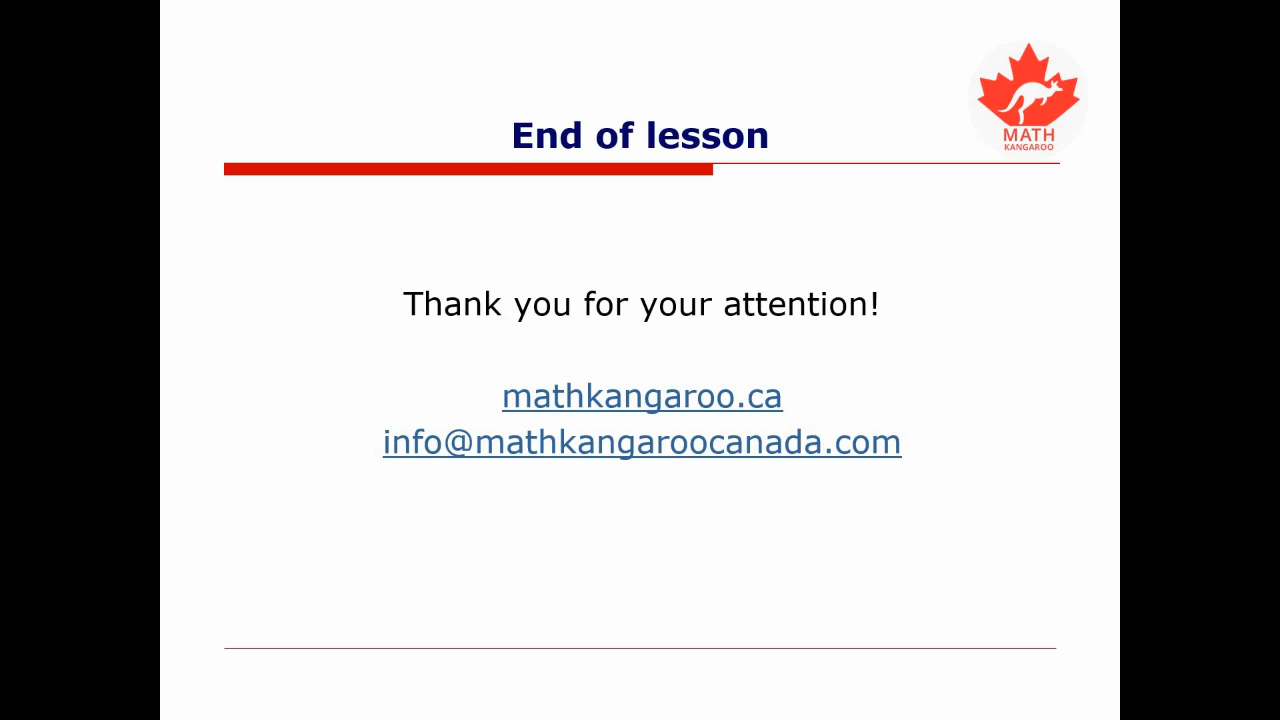 MATH
KANGAROO
End of lesson
Thank you for your attention!
mathkangaroo.ca
info@mathkangaroocanada.com